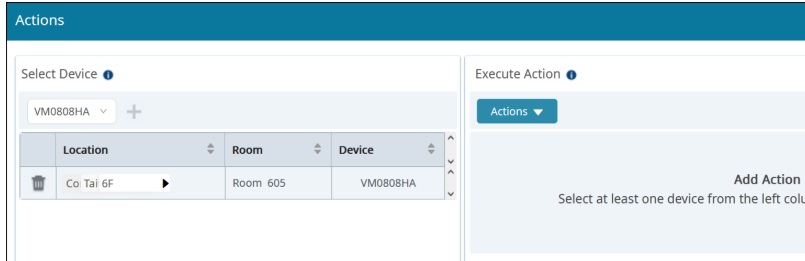 Actions
Select Device
VM0808HA
Location Room Device
Co Tai 6F Room 605 VM0808HA
Execute Action
Actions
Add Action
Select at least one device from the left